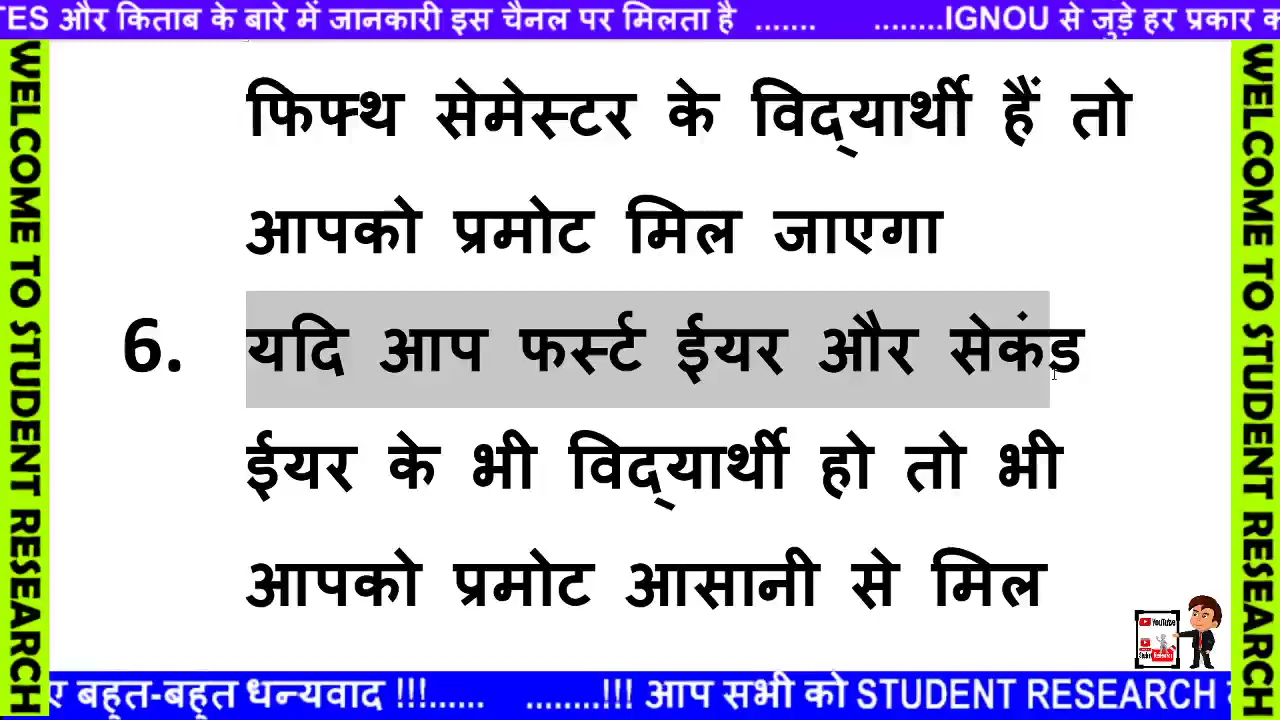 TES और किताब के बारे में जानकारी इस चैनल पर मिलता है ....... ........IGNOU से जुड़े हर प्रकार
WELCOME TO STUDENT RESEARCH
फिफ्थ सेमेस्टर के विद्यार्थी हैं तो
आपको प्रमोट मिल जाएगा
6. यदि आप फर्स्ट ईयर और सेकंड
ईयर के भी विद्यार्थी हो तो भी
आपको प्रमोट आसानी से मिल
WELCOME TO STUDENT RESEARCH
YouTube
बहुत-बहुत धन्यवाद !!!...... ........!!! आप सभी को STUDENT RESEARCH